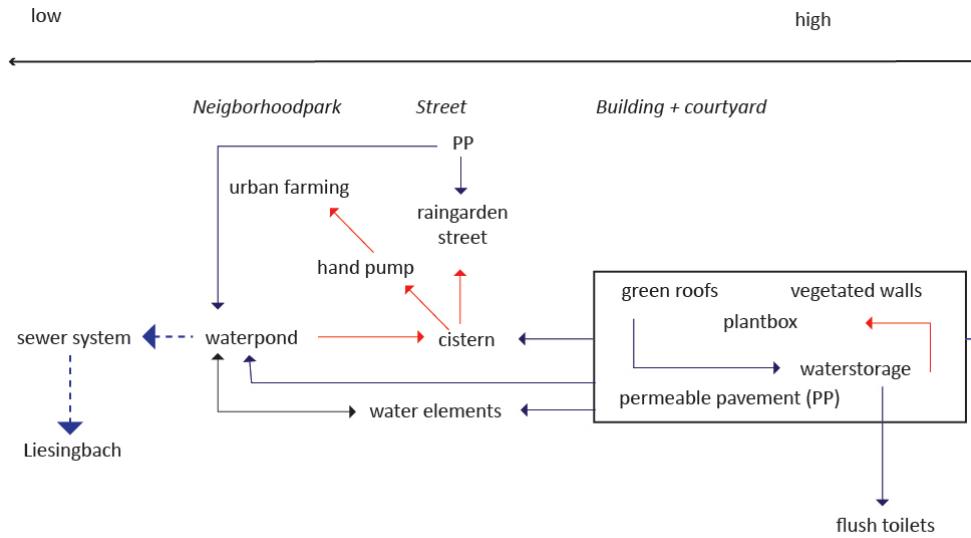 low
high
Neigborhoodpark
Street
Building + courtyard
PP
urban farming
raingarden
street
hand pump
green roofs
vegetated walls
plantbox
sewer system
waterpond
cistern
waterstorage
permeable pavement (PP)
water elements
Liesingbach
flush toilets